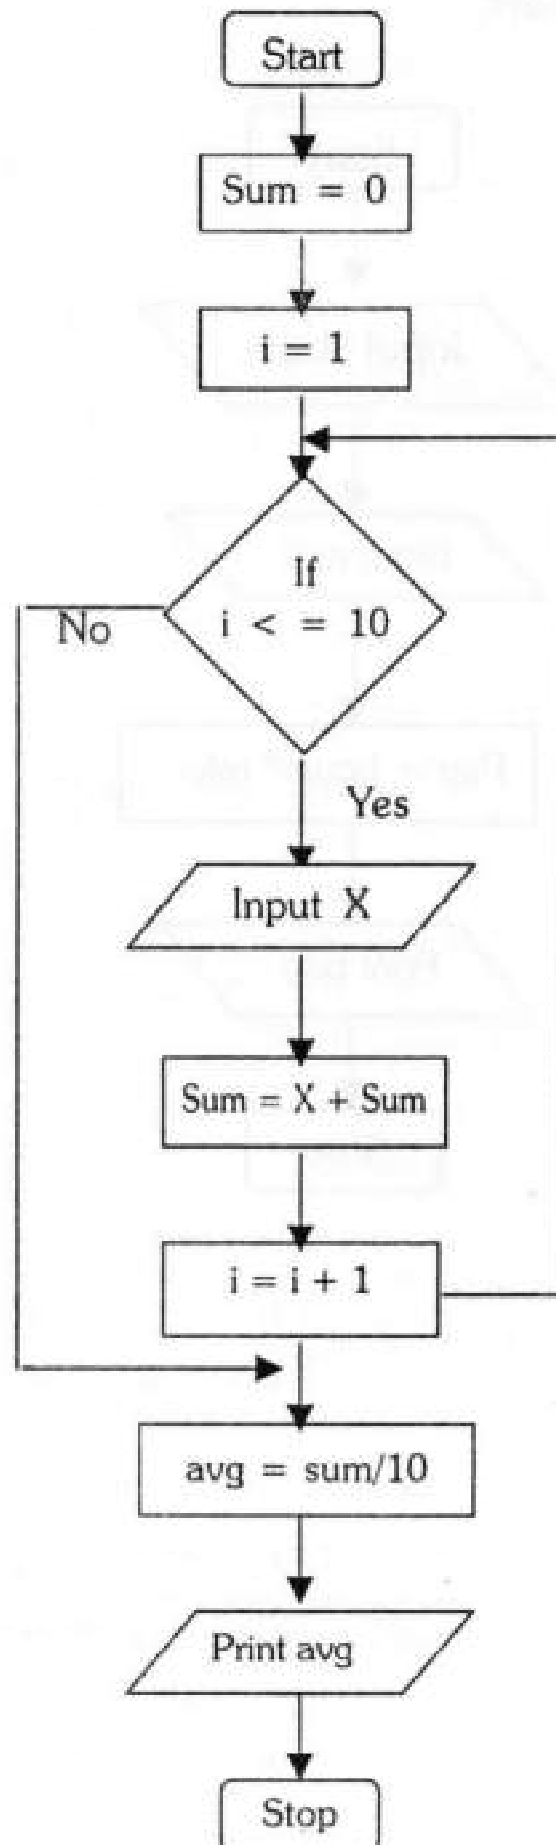 Start
Sum = 0
i = 1
If
i < = 10
No
Yes
Input X
Sum = X + Sum
i = i + 1
avg = sum/10
Print avg
Stop